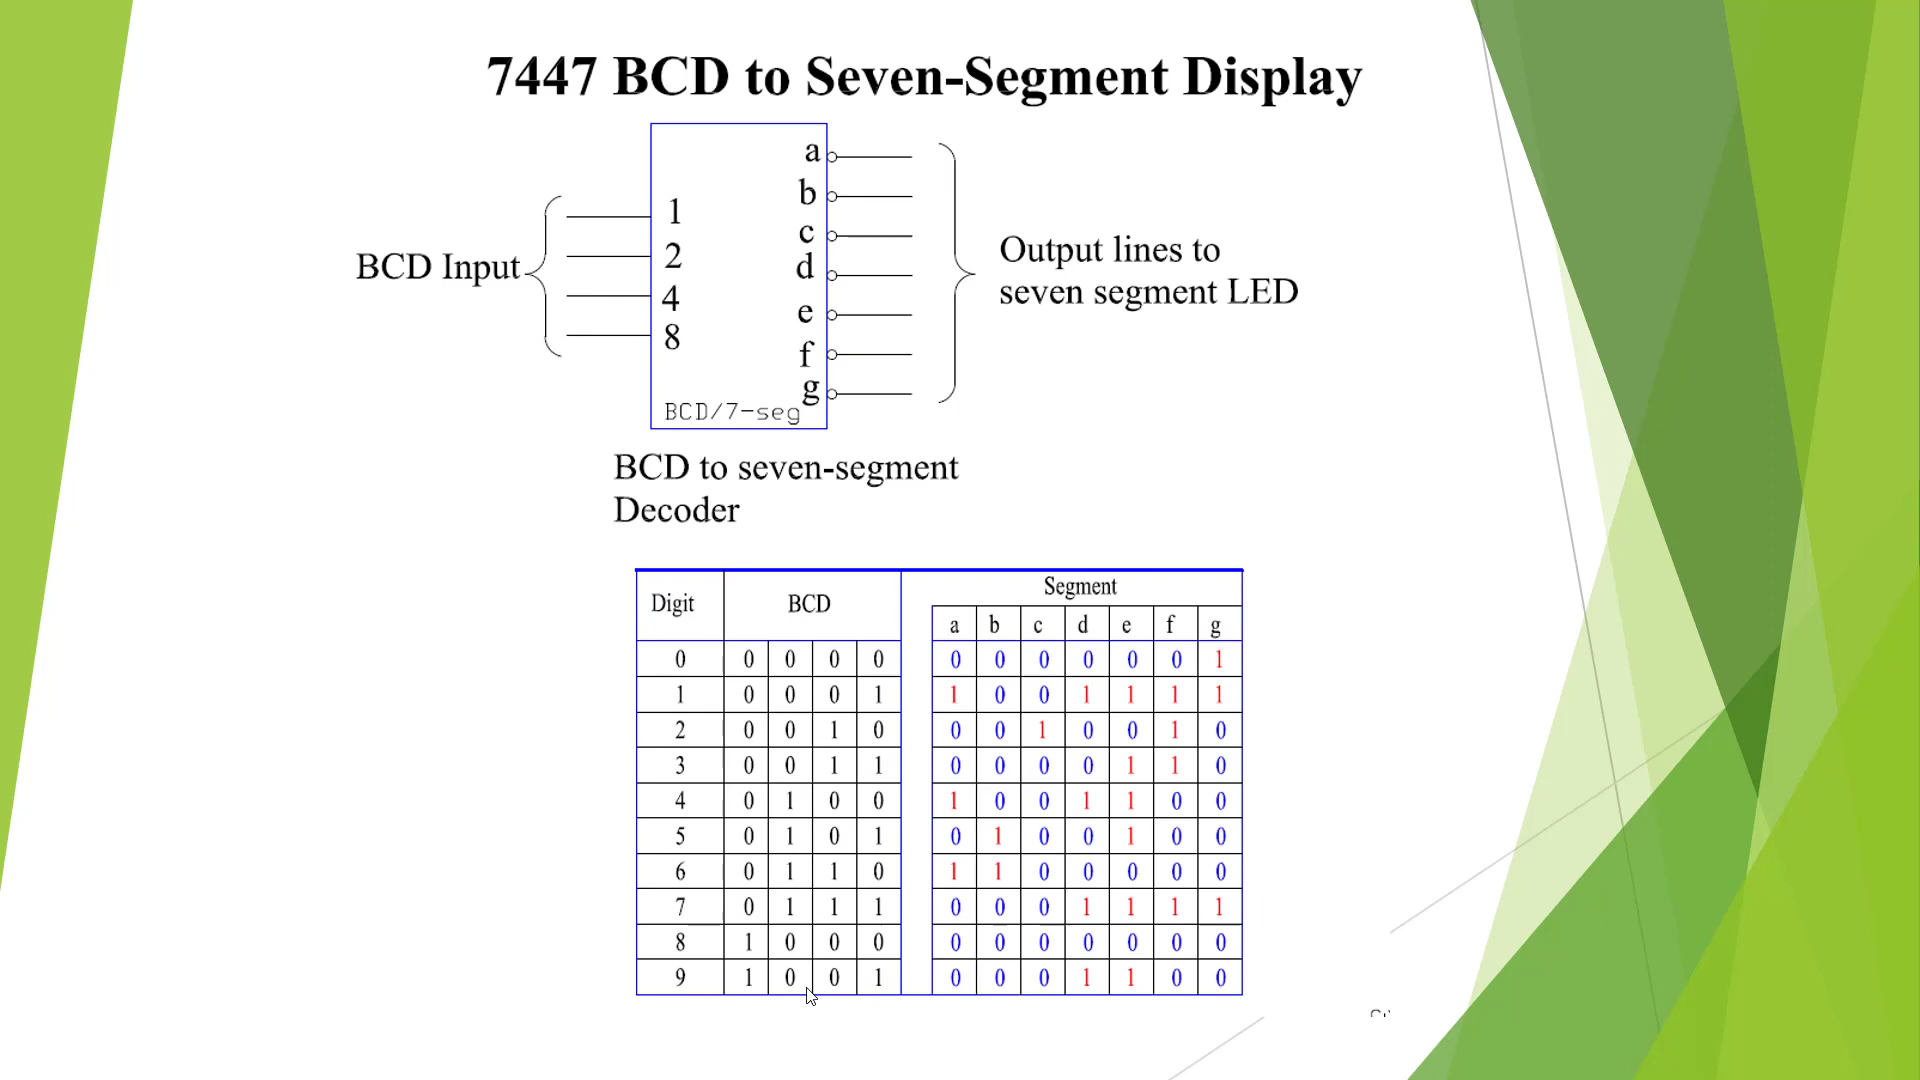 7447 BCD to Seven-Segment Display
a
b
1
c
2
d
BCD Input
4
e
8
f
g
BCD/7-seg
Output lines to
seven segment LED
BCD to seven-segment
Decoder
Digit BCD Segment
a b c d e f g
0 0 0 0 0 0 0 0 0 0 0 1
1 0 0 0 1 1 0 0 1 1 1 1
2 0 0 1 0 0 0 1 0 0 1 0
3 0 0 1 1 0 0 0 0 1 1 0
4 0 1 0 0 1 0 0 1 1 0 0
5 0 1 0 1 0 1 0 0 1 0 0
6 0 1 1 0 1 1 0 0 0 0 0
7 0 1 1 1 0 0 0 1 1 1 1
8 1 0 0 0 0 0 0 0 0 0 0
9 1 0 0 1 0 0 0 1 1 0 0